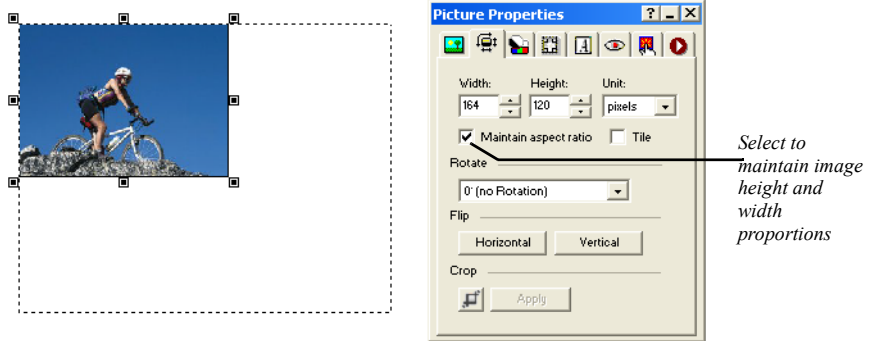 Picture Properties
A
Width: Height: Unit:
164 120 pixels
Maintain aspect ratio Tile
Rotate
0° (no Rotation)
Flip
Horizontal Vertical
Crop
Apply
Select to
maintain image
height and
width
proportions